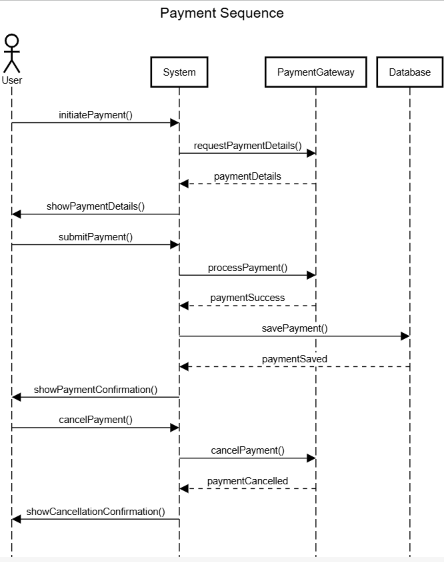 Payment Sequence
User
System
PaymentGateway
Database
initiatePayment()
requestPaymentDetails()
paymentDetails
showPaymentDetails()
submitPayment()
processPayment()
paymentSuccess
savePayment()
paymentSaved
showPaymentConfirmation()
cancelPayment()
cancelPayment()
paymentCancelled
showCancellationConfirmation()